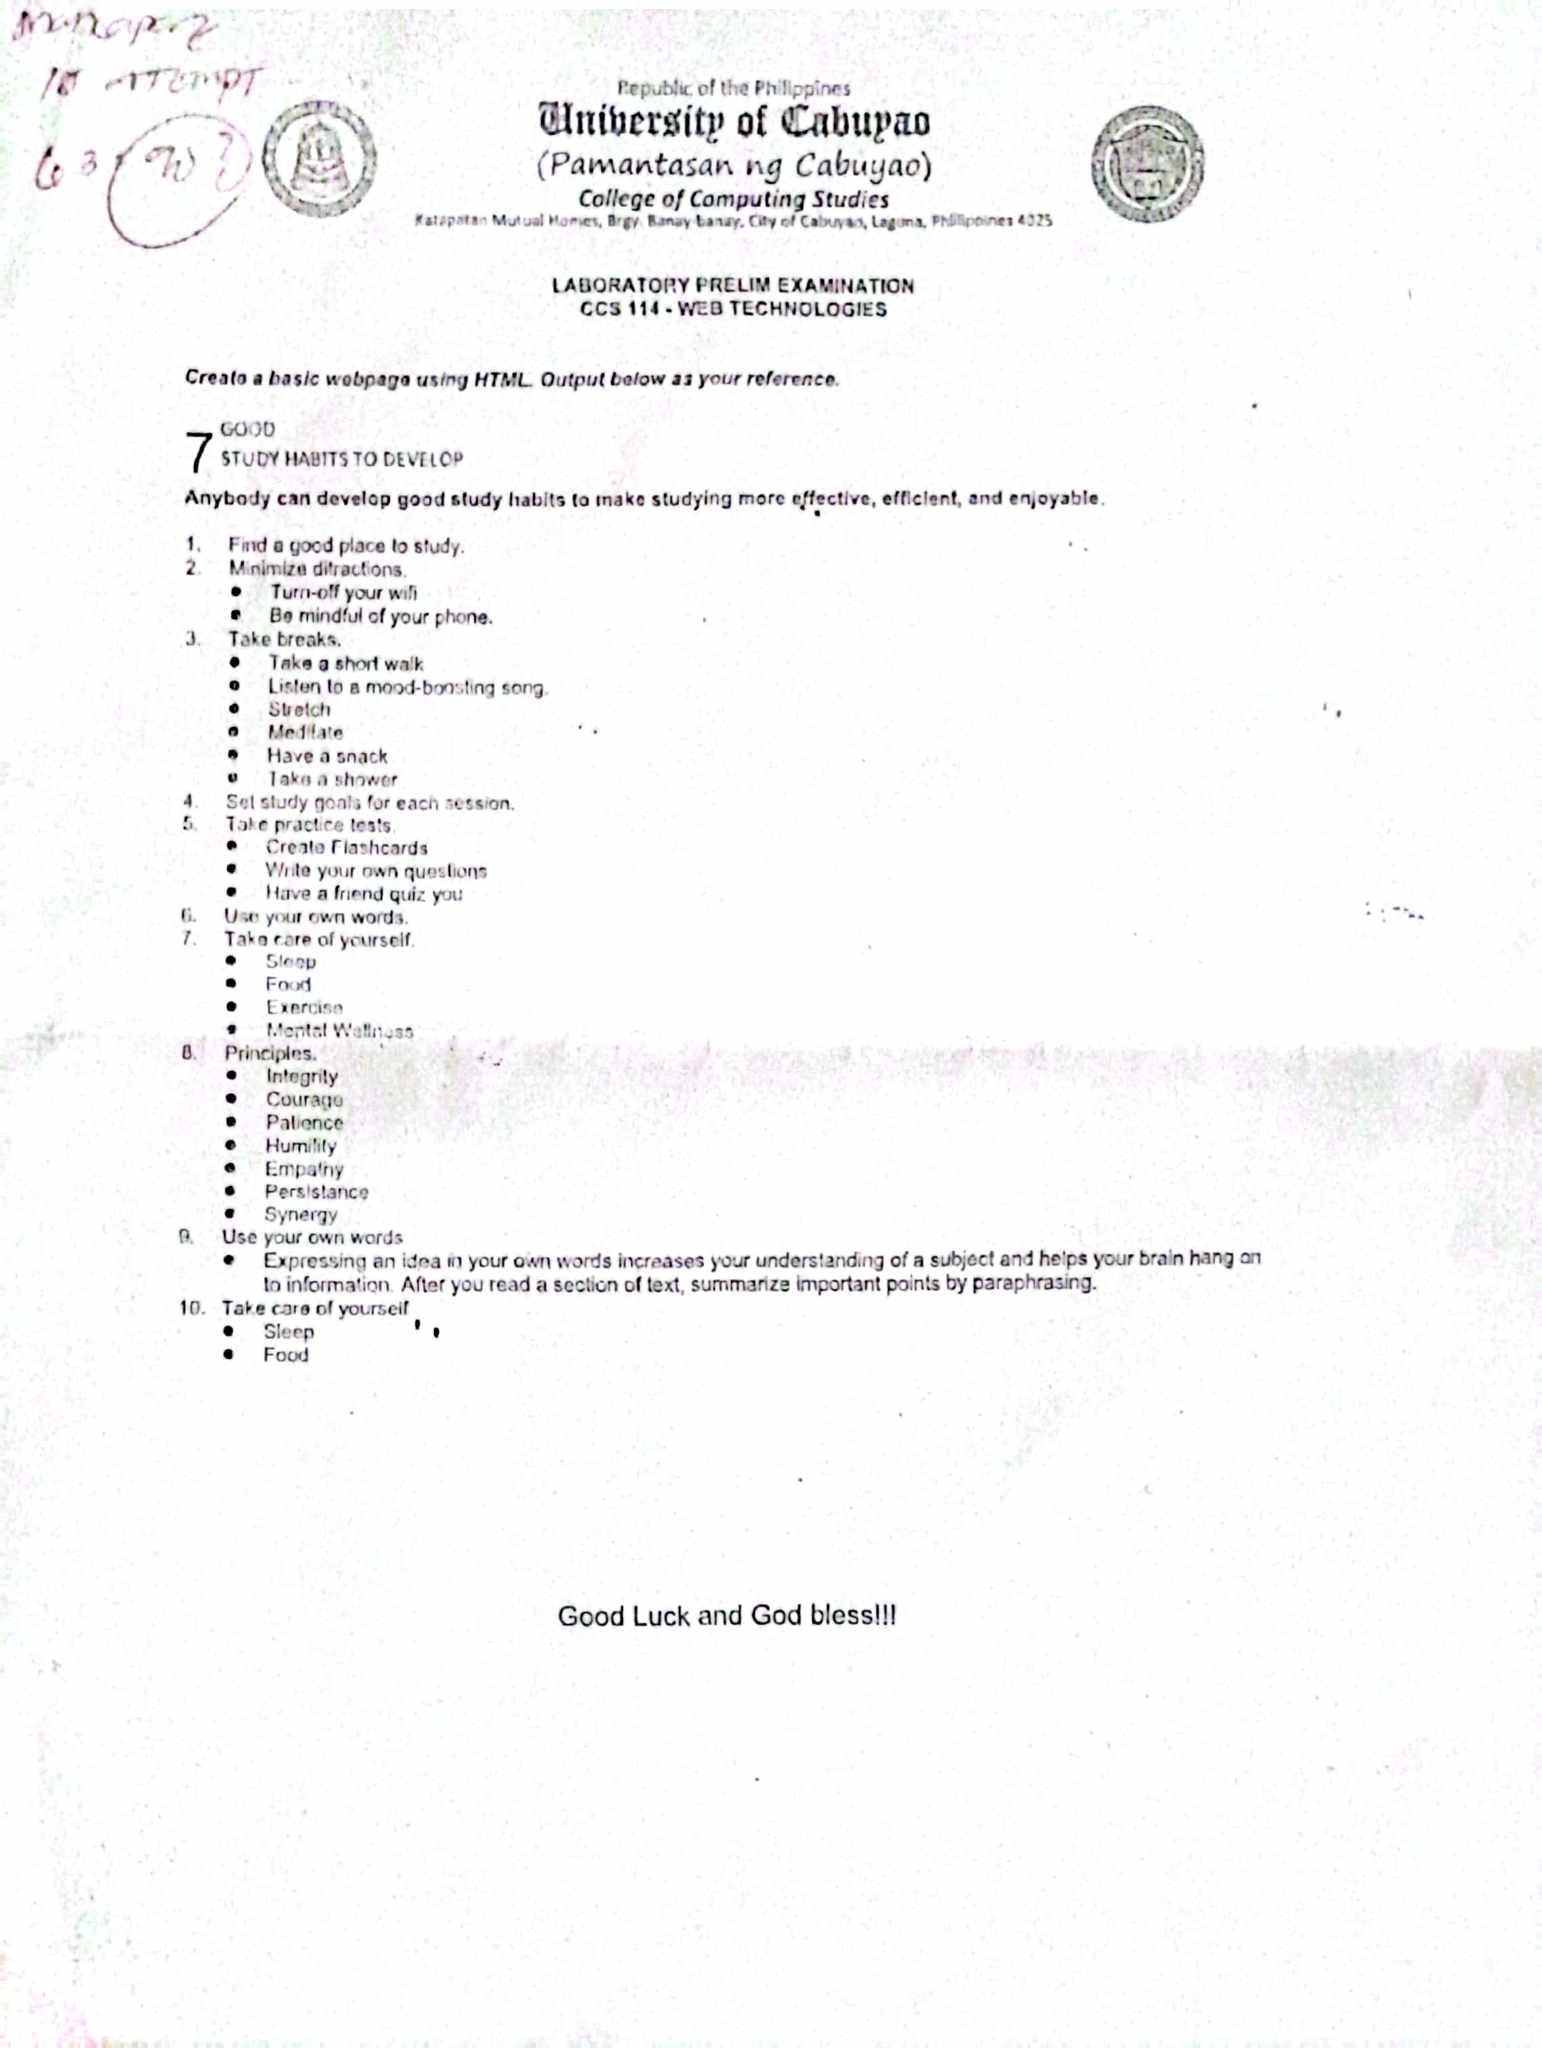 ATTEMPT
63
90
Republic of the Philippines
University of Cabuyao
(Pamantasan ng Cabuyao)
College of Computing Studies
Katapatan Mutual Homes, Brgy. Banay-banay, City of Cabuyao, Laguna, Philippines 4025
LABORATORY PRELIM EXAMINATION
CCS 114 - WEB TECHNOLOGIES
Create a basic webpage using HTML. Output below as your reference.
7 GOOD
STUDY HABITS TO DEVELOP
Anybody can develop good study habits to make studying more effective, efficient, and enjoyable.
1. Find a good place to study.
2. Minimize ditractions.
• Turn-off your wifi
• Be mindful of your phone.
3. Take breaks.
• Take a short walk
• Listen to a mood-boosting song.
• Stretch
• Meditate
• Have a snack
• Take a shower
4. Set study goals for each session.
5. Take practice tests.
• Create Flashcards
• Write your own questions
• Have a friend quiz you
6. Use your own words.
7. Take care of yourself.
• Sleep
• Food
• Exercise
• Mental Wellness
8. Principles.
• Integrity
• Courage
• Patience
• Humility
• Empathy
• Persistance
• Synergy
9. Use your own words
• Expressing an idea in your own words increases your understanding of a subject and helps your brain hang on
to information. After you read a section of text, summarize important points by paraphrasing.
10. Take care of yourself
• Sleep
• Food
Good Luck and God bless!!!